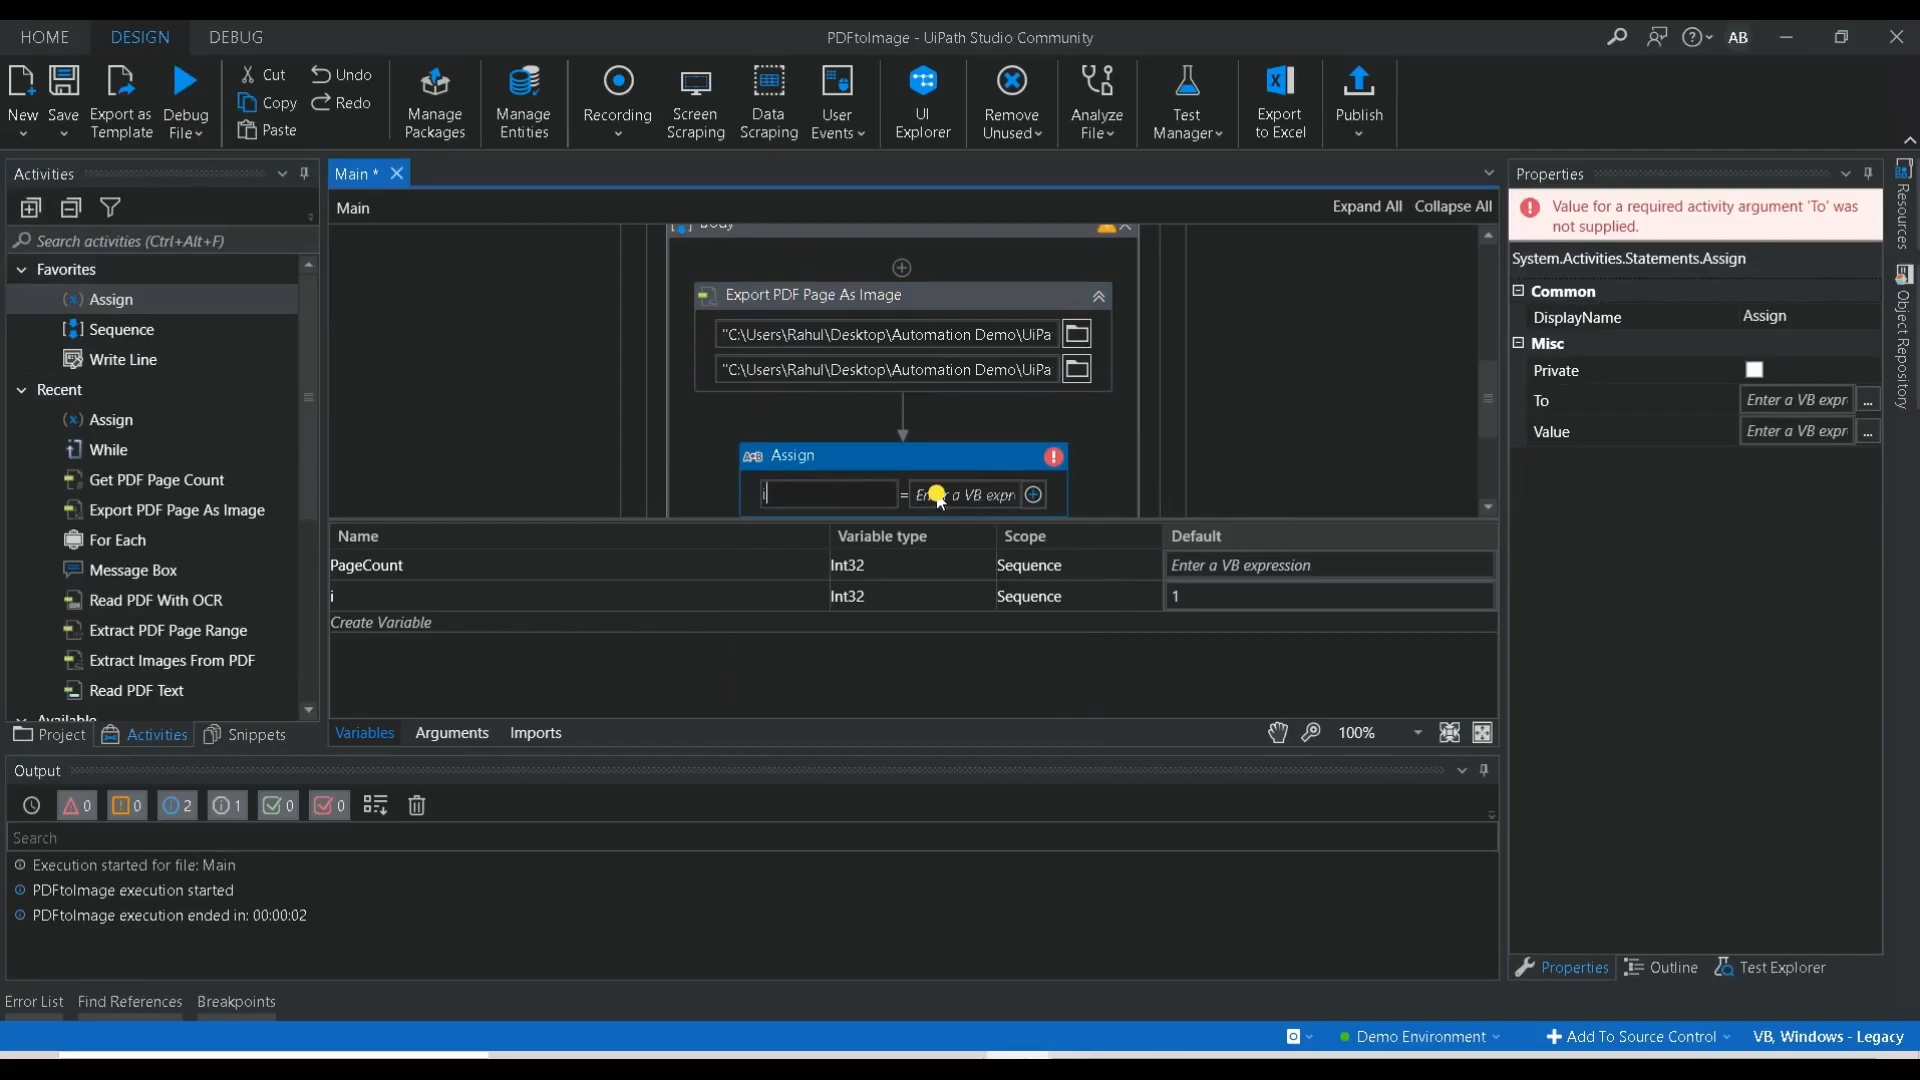 HOME DESIGN DEBUG
PDFtoImage - UiPath Studio Community
AB
New
Save
Export as Template
Debug File
Cut
Copy
Paste
Undo
Redo
Manage Packages
Manage Entities
Recording
Screen Scraping
Data Scraping
User Events
UI Explorer
Remove Unused
Analyze File
Test Manager
Export to Excel
Publish
Activities
Search activities (Ctrl+Alt+F)
Favorites
Assign
Sequence
Write Line
Recent
Assign
While
Get PDF Page Count
Export PDF Page As Image
For Each
Message Box
Read PDF With OCR
Extract PDF Page Range
Extract Images From PDF
Read PDF Text
Available
Project Activities Snippets
Main *
Main
Expand All Collapse All
Body
Export PDF Page As Image
"C:\Users\Rahul\Desktop\Automation Demo\UiPa
"C:\Users\Rahul\Desktop\Automation Demo\UiPa
Assign
i = Enter a VB expr
Name Variable type Scope Default
PageCount Int32 Sequence Enter a VB expression
i Int32 Sequence 1
Create Variable
Variables Arguments Imports
100%
Properties
Value for a required activity argument 'To' was
not supplied.
System.Activities.Statements.Assign
Common
DisplayName Assign
Misc
Private
To Enter a VB expr ...
Value Enter a VB expr ...
Properties Outline Test Explorer
Resources
Object Repository
Output
0 0 2 1 0 0
Search
Execution started for file: Main
PDFtoImage execution started
PDFtoImage execution ended in: 00:00:02
Error List Find References Breakpoints
Demo Environment Add To Source Control VB, Windows - Legacy